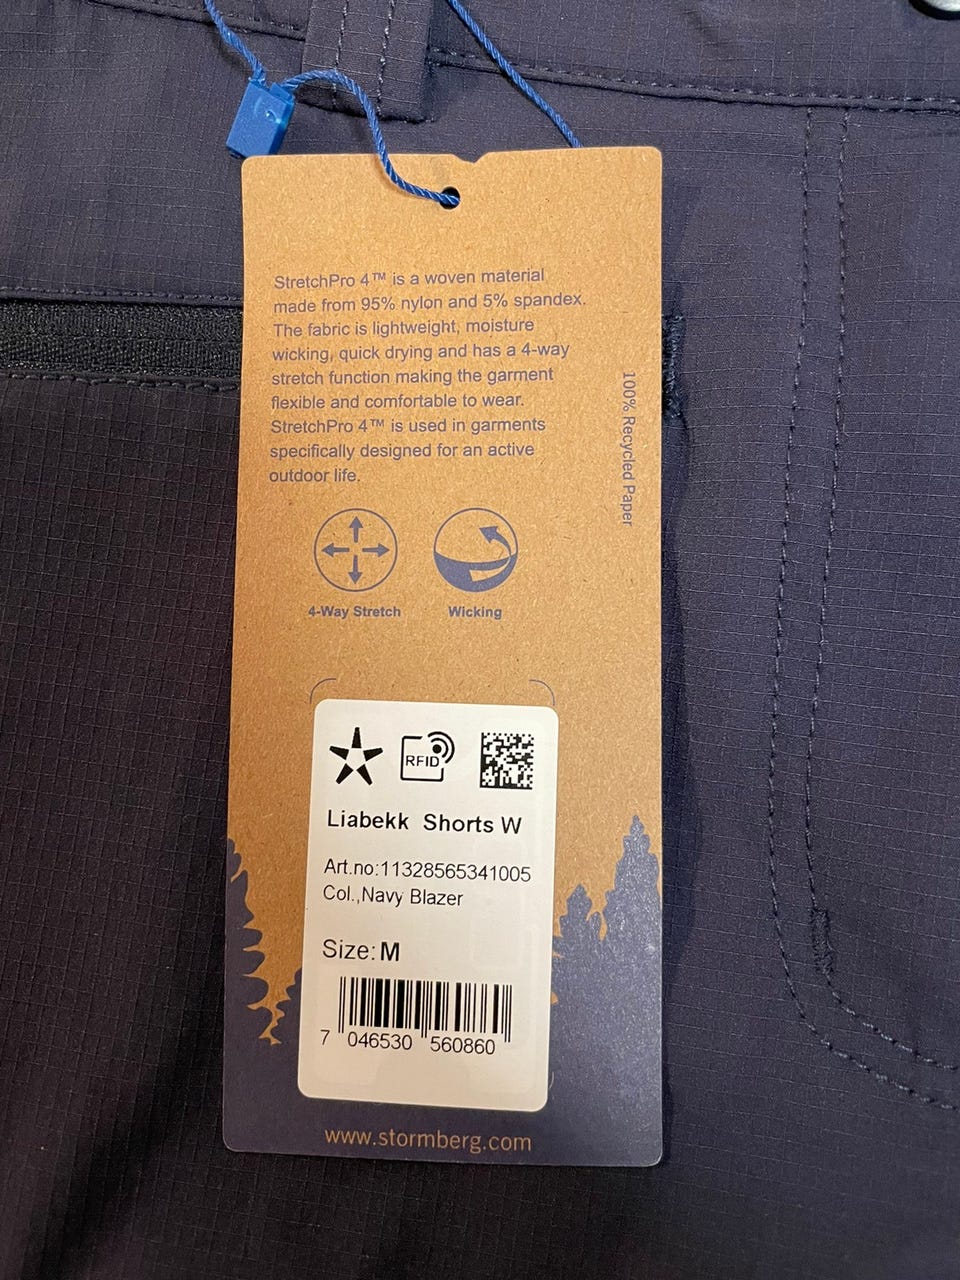 StretchPro 4™ is a woven material
made from 95% nylon and 5% spandex.
The fabric is lightweight, moisture
wicking, quick drying and has a 4-way
stretch function making the garment
flexible and comfortable to wear.
StretchPro 4™ is used in garments
specifically designed for an active
outdoor life.
100% Recycled Paper
4-Way Stretch
Wicking
RFID
Liabekk Shorts W
Art.no:11328565341005
Col.,Navy Blazer
Size: M
7 046530 560860
www.stormberg.com